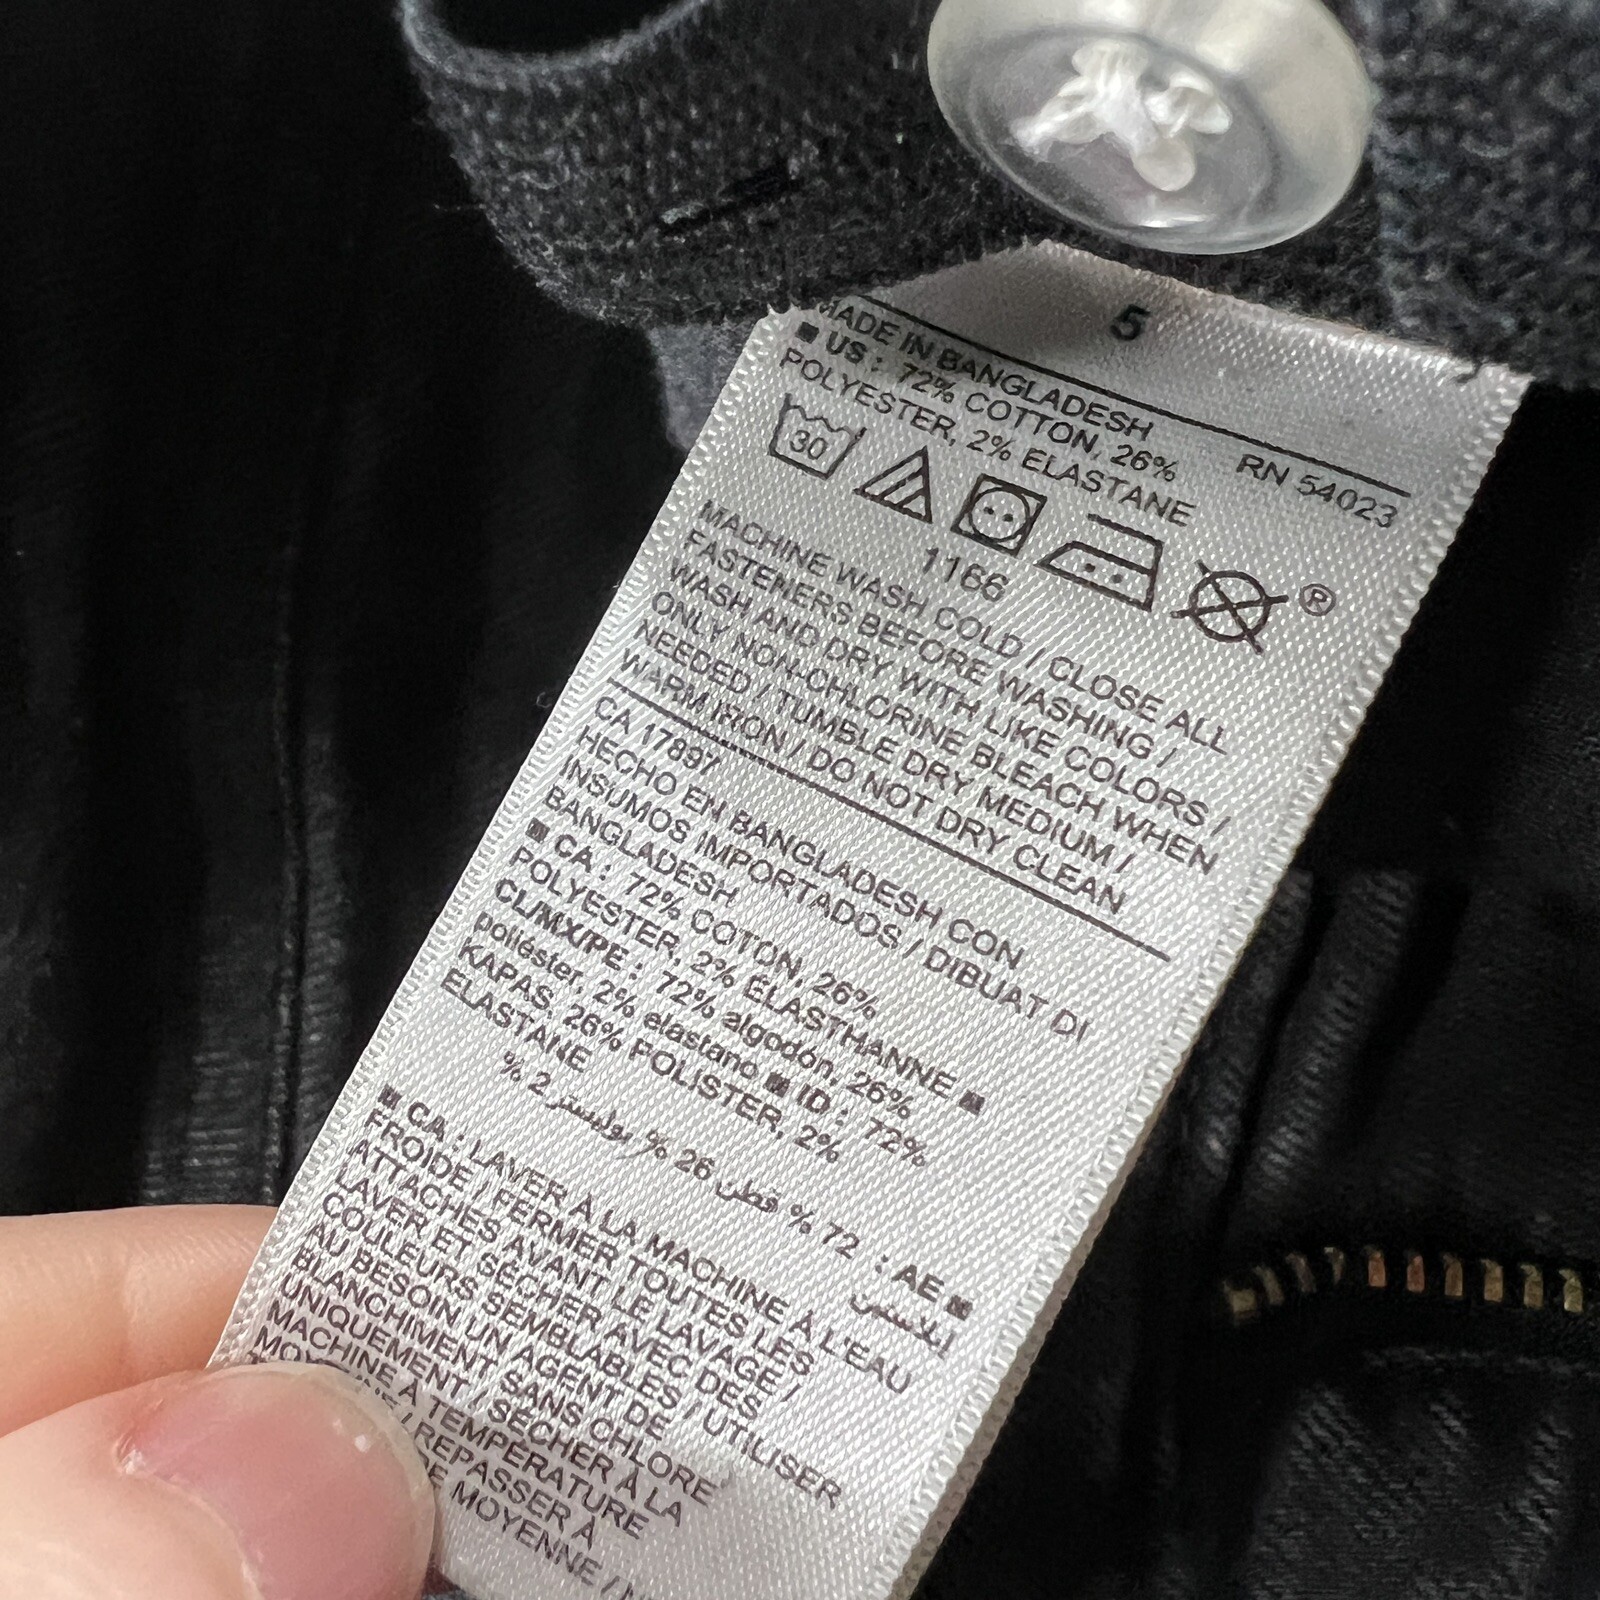 5
MADE IN BANGLADESH
RN 54023
■ US : 72% COTTON, 26%
POLYESTER, 2% ELASTANE
30
®
1166
MACHINE WASH COLD / CLOSE ALL
FASTENERS BEFORE WASHING /
WASH AND DRY WITH LIKE COLORS /
ONLY NON-CHLORINE BLEACH WHEN
NEEDED / TUMBLE DRY MEDIUM /
WARM IRON / DO NOT DRY CLEAN
CA 17897
HECHO EN BANGLADESH CON
INSUMOS IMPORTADOS / DIBUAT DI
BANGLADESH
■ CA : 72% COTON, 26%
POLYESTER, 2% ÉLASTHANNE ■
CL/MX/PE : 72% algodón, 26%
poliéster, 2% elastano ■ ID : 72%
KAPAS, 26% POLISTER, 2%
ELASTANE
■ AE : 72 % قطن 26 % بوليستر 2 %
إيلاستين
■ CA : LAVER À LA MACHINE À L'EAU
FROIDE / FERMER TOUTES LES
ATTACHES AVANT LE LAVAGE /
LAVER ET SÉCHER AVEC DES
COULEURS SEMBLABLES / UTILISER
AU BESOIN UN AGENT DE
BLANCHIMENT SANS CHLORE
UNIQUEMENT / SÉCHER À LA
MACHINE À TEMPÉRATURE
/ REPASSER À
MOYENNE /